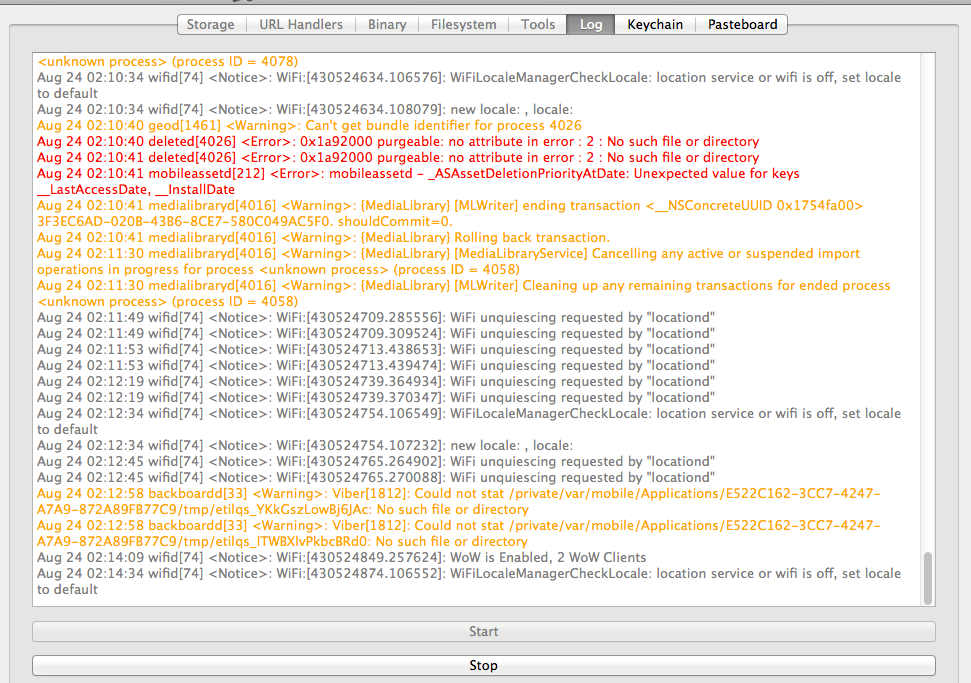 Storage URL Handlers Binary Filesystem Tools Log Keychain Pasteboard
<unknown process> (process ID = 4078)
Aug 24 02:10:34 wifid[74] <Notice>: WiFi:[430524634.106576]: WiFiLocaleManagerCheckLocale: location service or wifi is off, set locale
to default
Aug 24 02:10:34 wifid[74] <Notice>: WiFi:[430524634.108079]: new locale: , locale:
Aug 24 02:10:40 geod[1461] <Warning>: Can't get bundle identifier for process 4026
Aug 24 02:10:40 deleted[4026] <Error>: 0x1a92000 purgeable: no attribute in error : 2 : No such file or directory
Aug 24 02:10:41 deleted[4026] <Error>: 0x1a92000 purgeable: no attribute in error : 2 : No such file or directory
Aug 24 02:10:41 mobileassetd[212] <Error>: mobileassetd - _ASAssetDeletionPriorityAtDate: Unexpected value for keys
__LastAccessDate, __InstallDate
Aug 24 02:10:41 medialibraryd[4016] <Warning>: {MediaLibrary} [MLWriter] ending transaction <__NSConcreteUUID 0x1754fa00>
3F3EC6AD-020B-43B6-8CE7-580C049AC5F0. shouldCommit=0.
Aug 24 02:10:41 medialibraryd[4016] <Warning>: {MediaLibrary} Rolling back transaction.
Aug 24 02:11:30 medialibraryd[4016] <Warning>: {MediaLibrary} [MediaLibraryService] Cancelling any active or suspended import
operations in progress for process <unknown process> (process ID = 4058)
Aug 24 02:11:30 medialibraryd[4016] <Warning>: {MediaLibrary} [MLWriter] Cleaning up any remaining transactions for ended process
<unknown process> (process ID = 4058)
Aug 24 02:11:49 wifid[74] <Notice>: WiFi:[430524709.285556]: WiFi unquiescing requested by "locationd"
Aug 24 02:11:49 wifid[74] <Notice>: WiFi:[430524709.309524]: WiFi unquiescing requested by "locationd"
Aug 24 02:11:53 wifid[74] <Notice>: WiFi:[430524713.438653]: WiFi unquiescing requested by "locationd"
Aug 24 02:11:53 wifid[74] <Notice>: WiFi:[430524713.439474]: WiFi unquiescing requested by "locationd"
Aug 24 02:12:19 wifid[74] <Notice>: WiFi:[430524739.364934]: WiFi unquiescing requested by "locationd"
Aug 24 02:12:19 wifid[74] <Notice>: WiFi:[430524739.370347]: WiFi unquiescing requested by "locationd"
Aug 24 02:12:34 wifid[74] <Notice>: WiFi:[430524754.106549]: WiFiLocaleManagerCheckLocale: location service or wifi is off, set locale
to default
Aug 24 02:12:34 wifid[74] <Notice>: WiFi:[430524754.107232]: new locale: , locale:
Aug 24 02:12:45 wifid[74] <Notice>: WiFi:[430524765.264902]: WiFi unquiescing requested by "locationd"
Aug 24 02:12:45 wifid[74] <Notice>: WiFi:[430524765.270088]: WiFi unquiescing requested by "locationd"
Aug 24 02:12:58 backboardd[33] <Warning>: Viber[1812]: Could not stat /private/var/mobile/Applications/E522C162-3CC7-4247-
A7A9-872A89FB77C9/tmp/etilqs_YKkGszLowBj6JAc: No such file or directory
Aug 24 02:12:58 backboardd[33] <Warning>: Viber[1812]: Could not stat /private/var/mobile/Applications/E522C162-3CC7-4247-
A7A9-872A89FB77C9/tmp/etilqs_lTWBXlvPkbcBRd0: No such file or directory
Aug 24 02:14:09 wifid[74] <Notice>: WiFi:[430524849.257624]: WoW is Enabled, 2 WoW Clients
Aug 24 02:14:34 wifid[74] <Notice>: WiFi:[430524874.106552]: WiFiLocaleManagerCheckLocale: location service or wifi is off, set locale
to default
Start
Stop